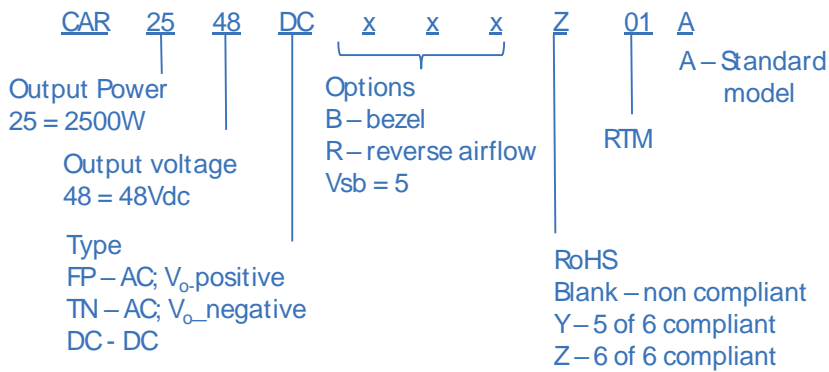 CAR 25 48 DC x x x Z 01 A
A – Standard
model
Output Power
25 = 2500W
Options
B – bezel
R – reverse airflow
Vsb = 5
RTM
Output voltage
48 = 48Vdc
Type
FP – AC; Vo-positive
TN – AC; Vo_negative
DC - DC
RoHS
Blank – non compliant
Y – 5 of 6 compliant
Z – 6 of 6 compliant